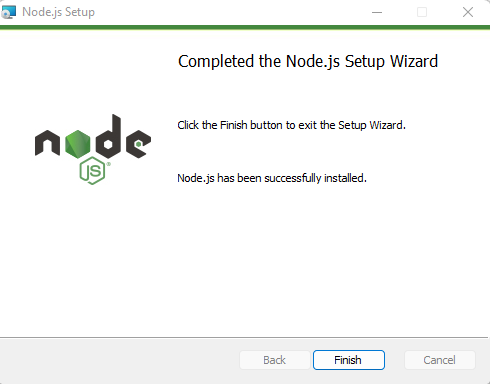 Node.js Setup
Completed the Node.js Setup Wizard
Click the Finish button to exit the Setup Wizard.
node
JS®
Node.js has been successfully installed.
Back
Finish
Cancel